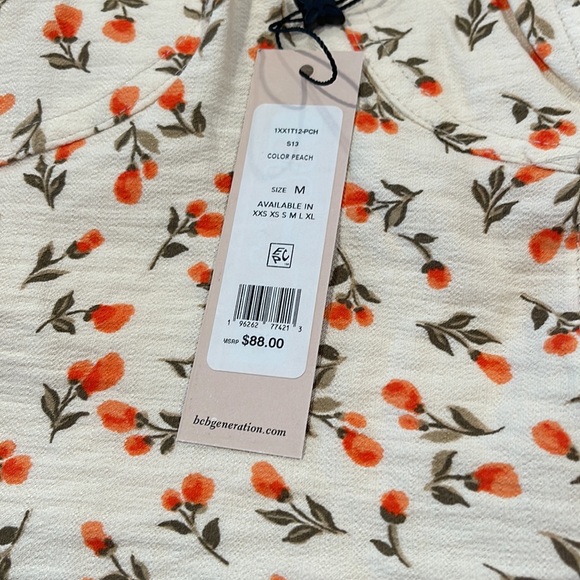 1XX1T12-PCH
S13
COLOR PEACH
SIZE M
AVAILABLE IN
XXS XS S M L XL
1 96262 77421 3
MSRP $88.00
bcbgeneration.com